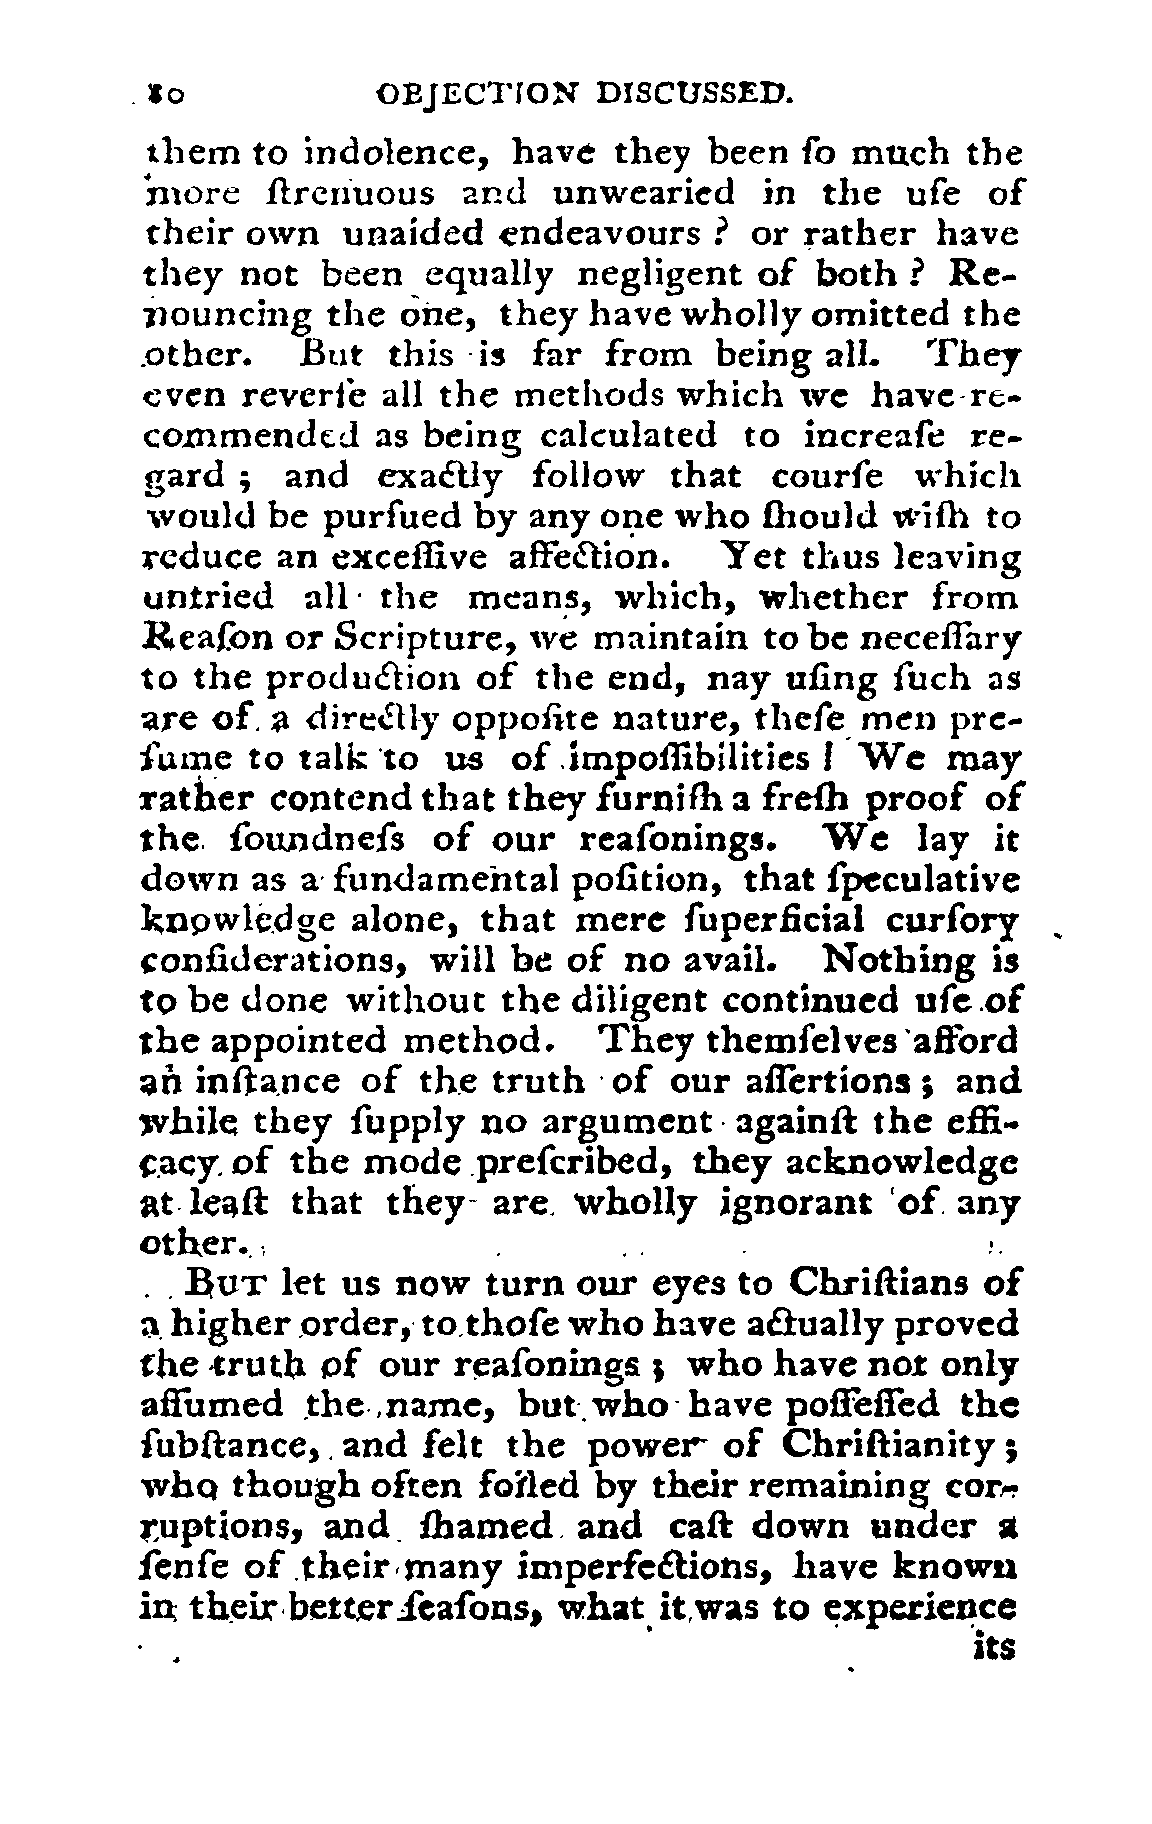 80 OBJECTION DISCUSSED.
them to indolence, have they been ſo much the
more ſtrenuous and unwearied in the uſe of
their own unaided endeavours ? or rather have
they not been equally negligent of both ? Re-
nouncing the one, they have wholly omitted the
other. But this is far from being all. They
even reverſe all the methods which we have re-
commended as being calculated to increaſe re-
gard ; and exactly follow that courſe which
would be purſued by any one who ſhould wiſh to
reduce an exceſſive affection. Yet thus leaving
untried all the means, which, whether from
Reaſon or Scripture, we maintain to be neceſſary
to the production of the end, nay uſing ſuch as
are of a directly oppoſite nature, theſe men pre-
ſume to talk to us of impoſſibilities ! We may
rather contend that they furniſh a freſh proof of
the ſoundneſs of our reaſonings. We lay it
down as a fundamental poſition, that ſpeculative
knowledge alone, that mere ſuperficial curſory
conſiderations, will be of no avail. Nothing is
to be done without the diligent continued uſe of
the appointed method. They themſelves afford
an inſtance of the truth of our aſſertions ; and
while they ſupply no argument againſt the effi-
cacy of the mode preſcribed, they acknowledge
at leaſt that they are wholly ignorant of any
other.
BUT let us now turn our eyes to Chriſtians of
a higher order, to thoſe who have actually proved
the truth of our reaſonings ; who have not only
aſſumed the name, but who have poſſeſſed the
ſubſtance, and felt the power of Chriſtianity ;
who though often foiled by their remaining cor-
ruptions, and ſhamed and caſt down under a
ſenſe of their many imperfections, have known
in their better ſeaſons, what it was to experience
its